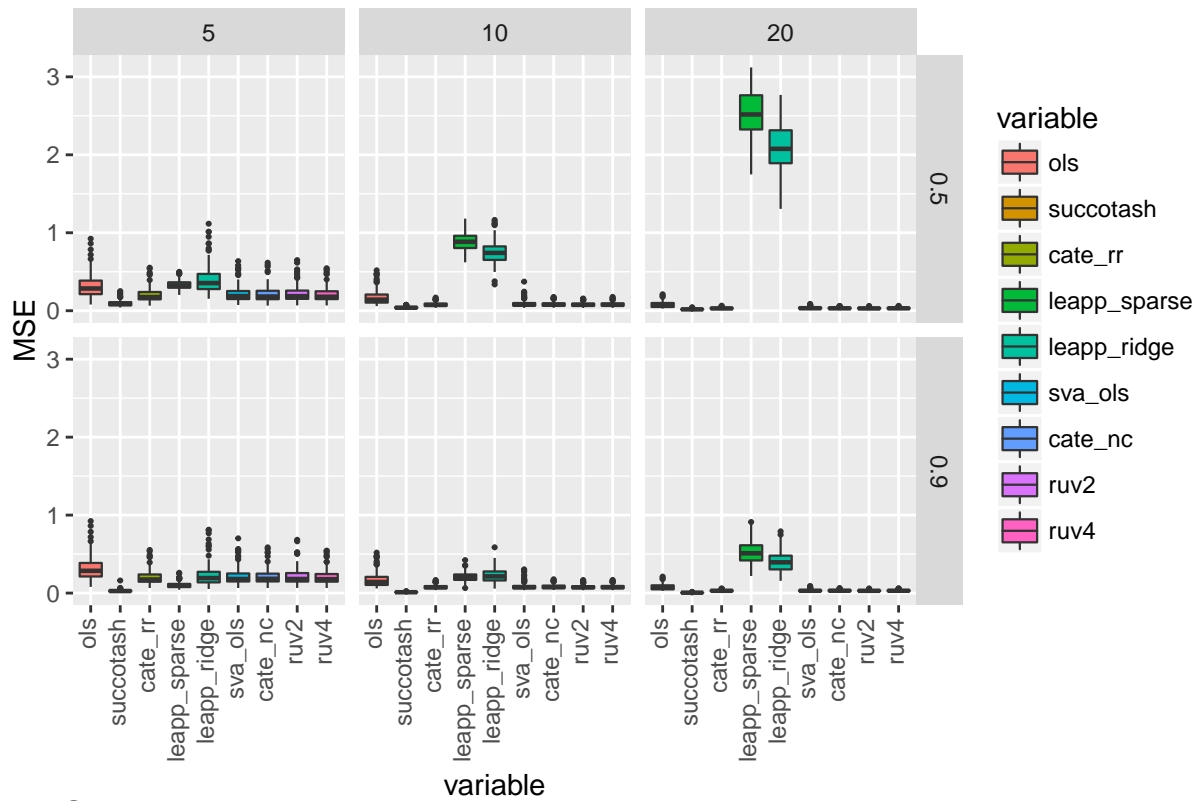 5
10
20
3
2
1
0
0.5
MSE
3
2
1
0
0.9
ols
succotash
cate_rr
leapp_sparse
leapp_ridge
sva_ols
cate_nc
ruv2
ruv4
ols
succotash
cate_rr
leapp_sparse
leapp_ridge
sva_ols
cate_nc
ruv2
ruv4
ols
succotash
cate_rr
leapp_sparse
leapp_ridge
sva_ols
cate_nc
ruv2
ruv4
variable
variable
ols
succotash
cate_rr
leapp_sparse
leapp_ridge
sva_ols
cate_nc
ruv2
ruv4